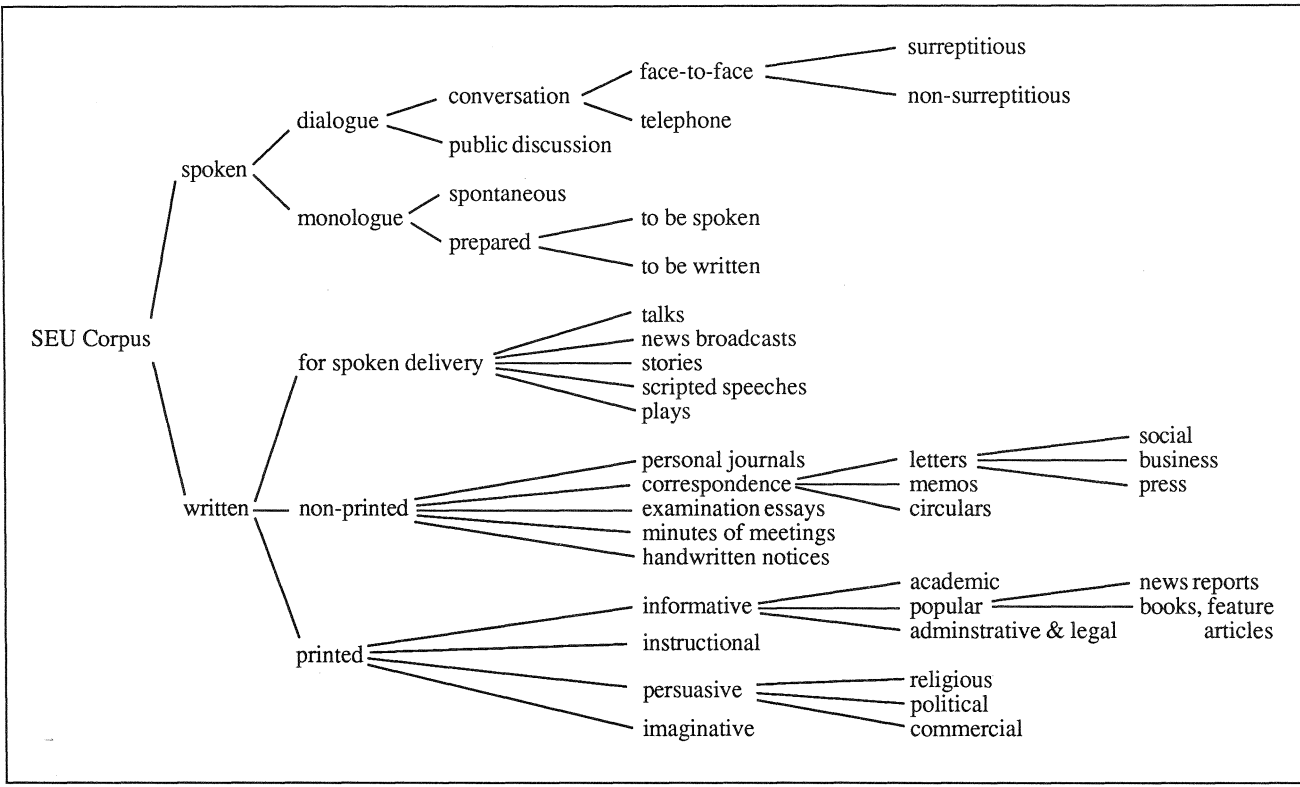 surreptitious
face-to-face
conversation
non-surreptitious
dialogue
telephone
public discussion
spoken
spontaneous
monologue
to be spoken
prepared
to be written
talks
SEU Corpus
news broadcasts
for spoken delivery
stories
scripted speeches
plays
social
personal journals
letters
business
correspondence
memos
press
written
non-printed
examination essays
circulars
minutes of meetings
handwritten notices
academic
news reports
informative
popular
books, feature
articles
adminstrative & legal
instructional
printed
religious
persuasive
political
imaginative
commercial